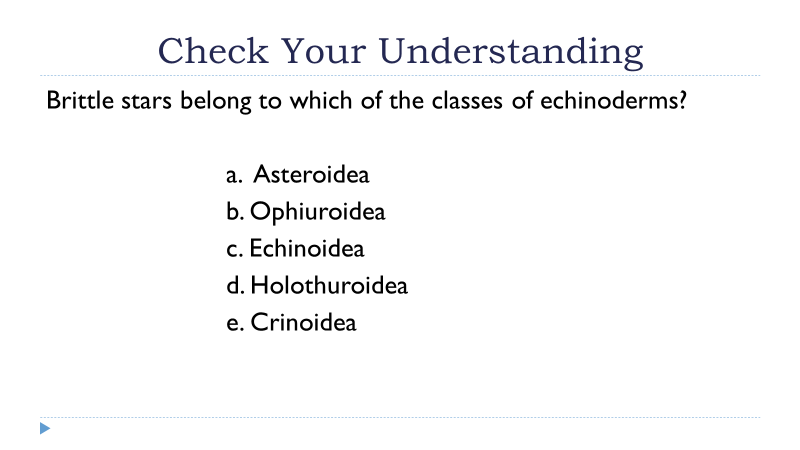 Check Your Understanding
Brittle stars belong to which of the classes of echinoderms?
a. Asteroidea
b. Ophiuroidea
c. Echinoidea
d. Holothuroidea
e. Crinoidea